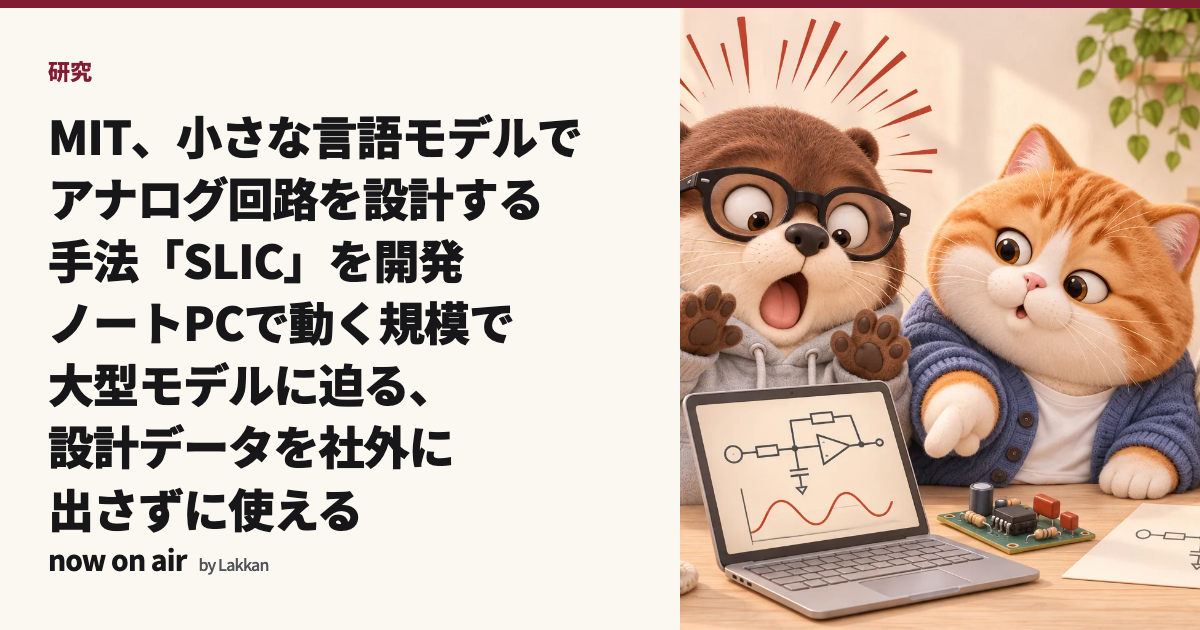 研究
MIT、小さな言語モデルで
アナログ回路を設計する
手法「SLIC」を開発
ノートPCで動く規模で
大型モデルに迫る、
設計データを社外に
出さずに使える
now on air by Lakkan